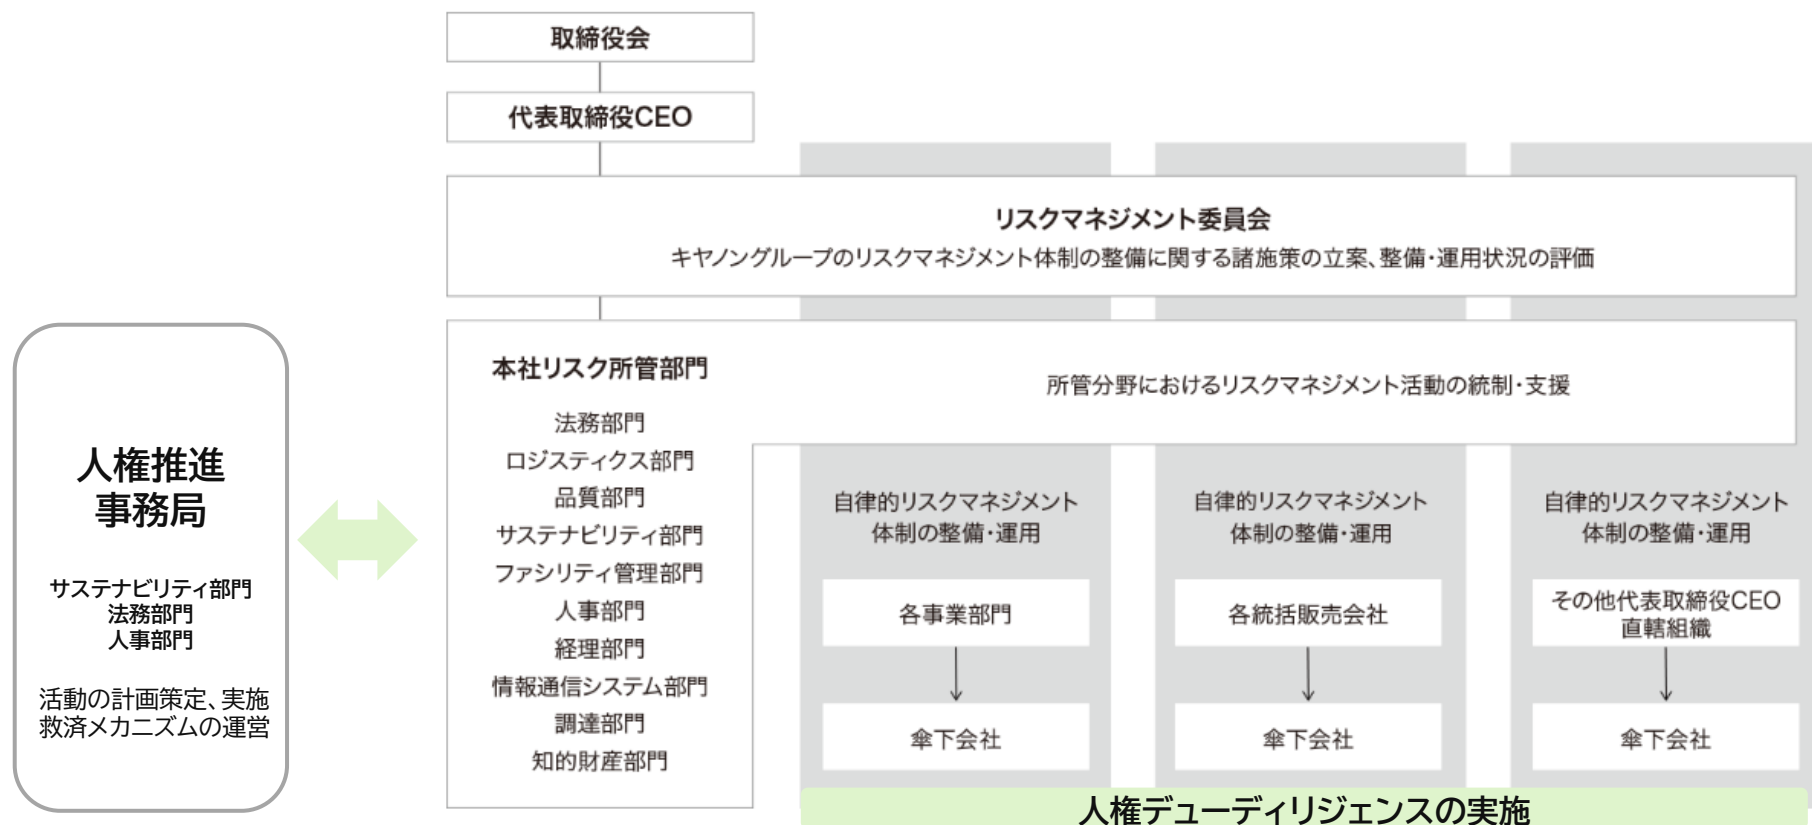 取締役会
代表取締役CEO
リスクマネジメント委員会
キヤノングループのリスクマネジメント体制の整備に関する諸施策の立案、整備・運用状況の評価
人権推進
事務局
サステナビリティ部門
法務部門
人事部門
活動の計画策定、実施
救済メカニズムの運営
本社リスク所管部門
法務部門
ロジスティクス部門
品質部門
サステナビリティ部門
ファシリティ管理部門
人事部門
経理部門
情報通信システム部門
調達部門
知的財産部門
所管分野におけるリスクマネジメント活動の統制・支援
自律的リスクマネジメント
体制の整備・運用
各事業部門
傘下会社
自律的リスクマネジメント
体制の整備・運用
各統括販売会社
傘下会社
自律的リスクマネジメント
体制の整備・運用
その他代表取締役CEO
直轄組織
傘下会社
人権デューディリジェンスの実施